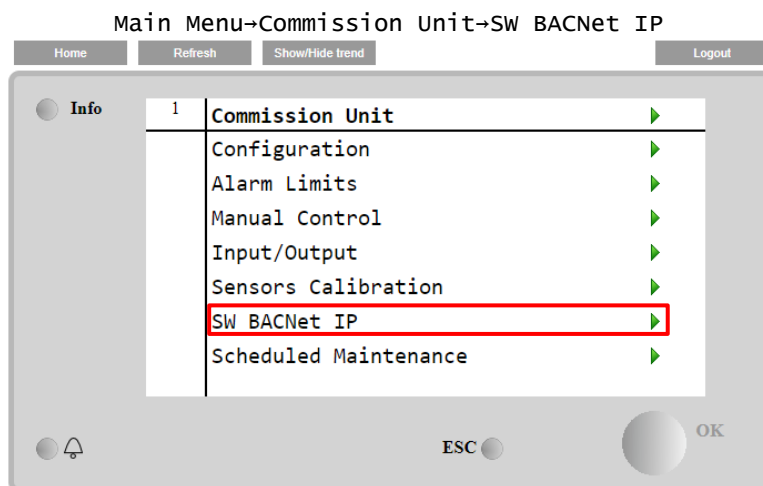 Main Menu→Commission Unit→SW BACNet IP
Home Refresh Show/Hide trend Logout
Info
1 Commission Unit
Configuration
Alarm Limits
Manual Control
Input/Output
Sensors Calibration
SW BACNet IP
Scheduled Maintenance
ESC OK